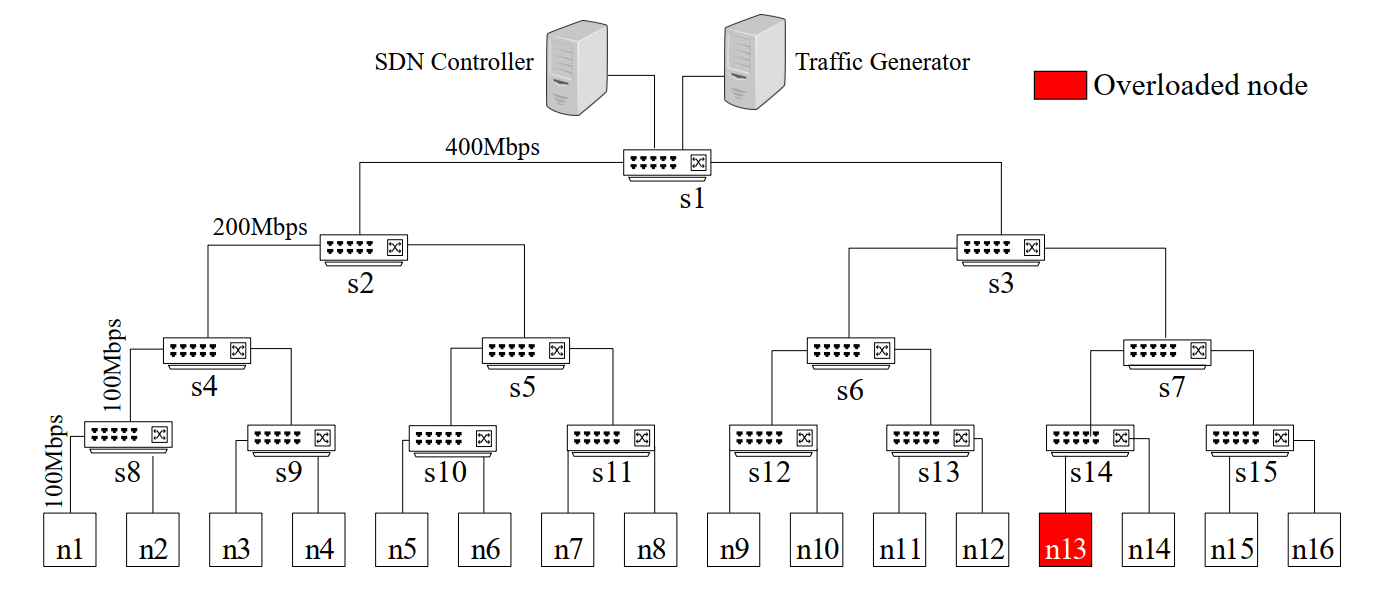 SDN Controller
Traffic Generator
Overloaded node
400Mbps
s1
200Mbps
s2
s3
100Mbps
s4
s5
s6
s7
100Mbps
s8
s9
s10
s11
s12
s13
s14
s15
n1
n2
n3
n4
n5
n6
n7
n8
n9
n10
n11
n12
n13
n14
n15
n16